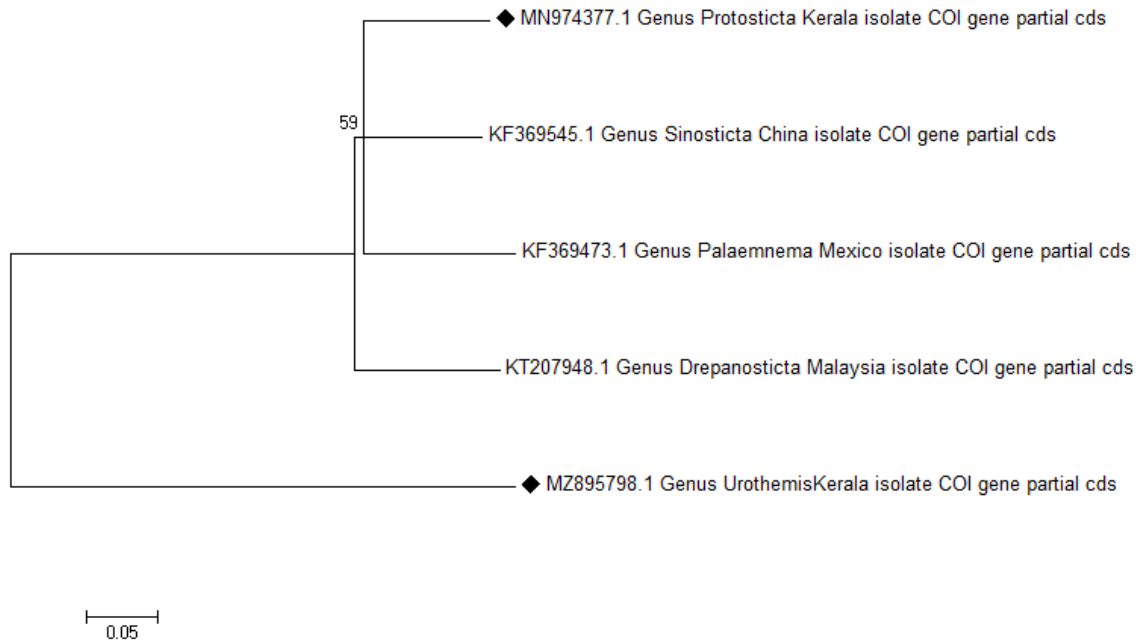 MN974377.1 Genus Protosticta Kerala isolate COI gene partial cds
59
KF369545.1 Genus Sinosticta China isolate COI gene partial cds
KF369473.1 Genus Palaemnema Mexico isolate COI gene partial cds
KT207948.1 Genus Drepanosticta Malaysia isolate COI gene partial cds
MZ895798.1 Genus UrothemisKerala isolate COI gene partial cds
0.05